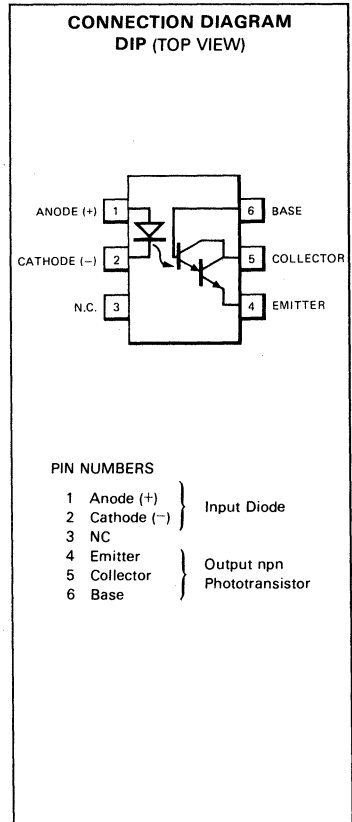 CONNECTION DIAGRAM
DIP (TOP VIEW)
ANODE (+) 1
6 BASE
CATHODE (−) 2
5 COLLECTOR
N.C. 3
4 EMITTER
PIN NUMBERS
1 Anode (+)
2 Cathode (−)
Input Diode
3 NC
4 Emitter
5 Collector
6 Base
Output npn
Phototransistor